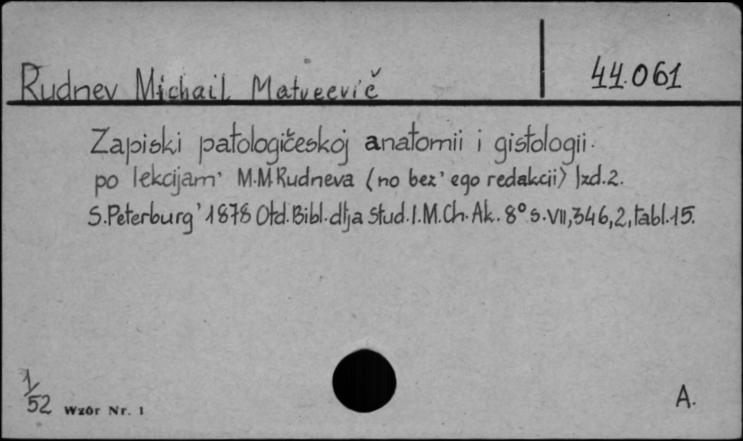 Rudnev Michail Matveevič
44.061
Zapiski patologičeskoj anatomii i gistologii.
po lekcijam' M.M.Rudneva (no bez' ego redakcii) Izd.2.
S.Peterburg' 1878 Otd.Bibl.dlja Stud.I.M.Ch.Ak. 8° s.VII,346,2,tabl.15.
1/52 Wzór Nr. 1
A.